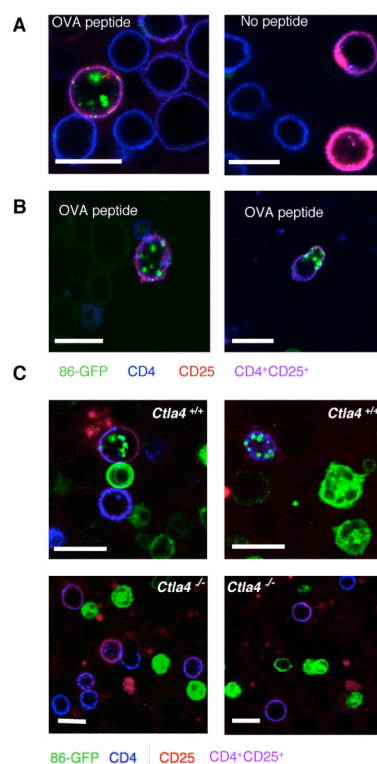 A
OVA peptide
No peptide
B
OVA peptide
OVA peptide
86-GFP CD4 CD25 CD4⁺CD25⁺
C
Ctla4 +/+
Ctla4 +/+
Ctla4 -/-
Ctla4 -/-
86-GFP CD4 CD25 CD4⁺CD25⁺